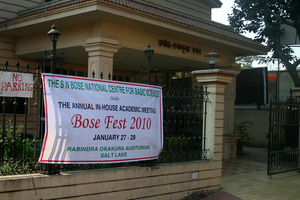 NO
PARKING
THE S N BOSE NATIONAL CENTRE FOR BASIC SCIENCE
THE ANNUAL IN-HOUSE ACADEMIC MEETING
Bose Fest 2010
JANUARY 27 - 28
RABINDRA OKAKURA AUDITORIUM
SALT LAKE